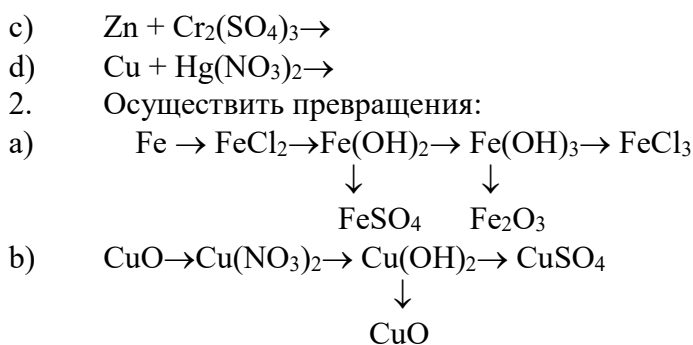 c) Zn + Cr₂(SO₄)₃→
d) Cu + Hg(NO₃)₂→
2. Осуществить превращения:
a) Fe → FeCl₂→Fe(OH)₂→ Fe(OH)₃→ FeCl₃
↓ ↓
FeSO₄ Fe₂O₃
b) CuO→Cu(NO₃)₂→ Cu(OH)₂→ CuSO₄
↓
CuO